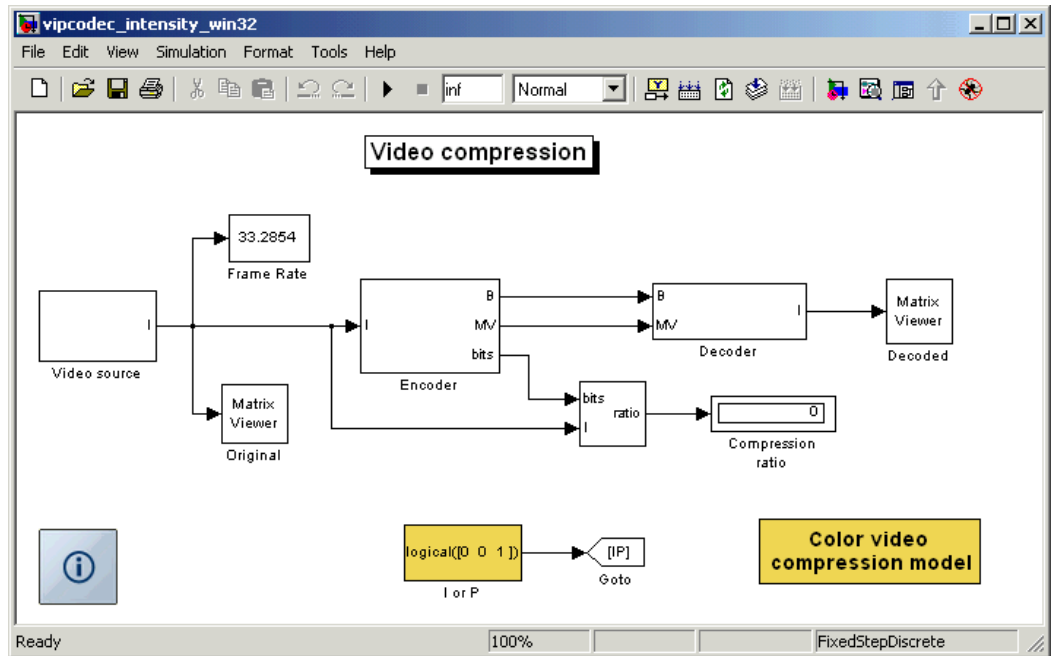 vipcodec_intensity_win32
File Edit View Simulation Format Tools Help
inf Normal
Video compression
33.2854
Frame Rate
I
Video source
Matrix
Viewer
Original
I
B
MV
bits
Encoder
B
MV
I
Decoder
Matrix
Viewer
Decoded
bits
I
ratio
0
Compression
ratio
logical([0 0 1 ])
I or P
[IP]
Goto
Color video
compression model
Ready 100% FixedStepDiscrete